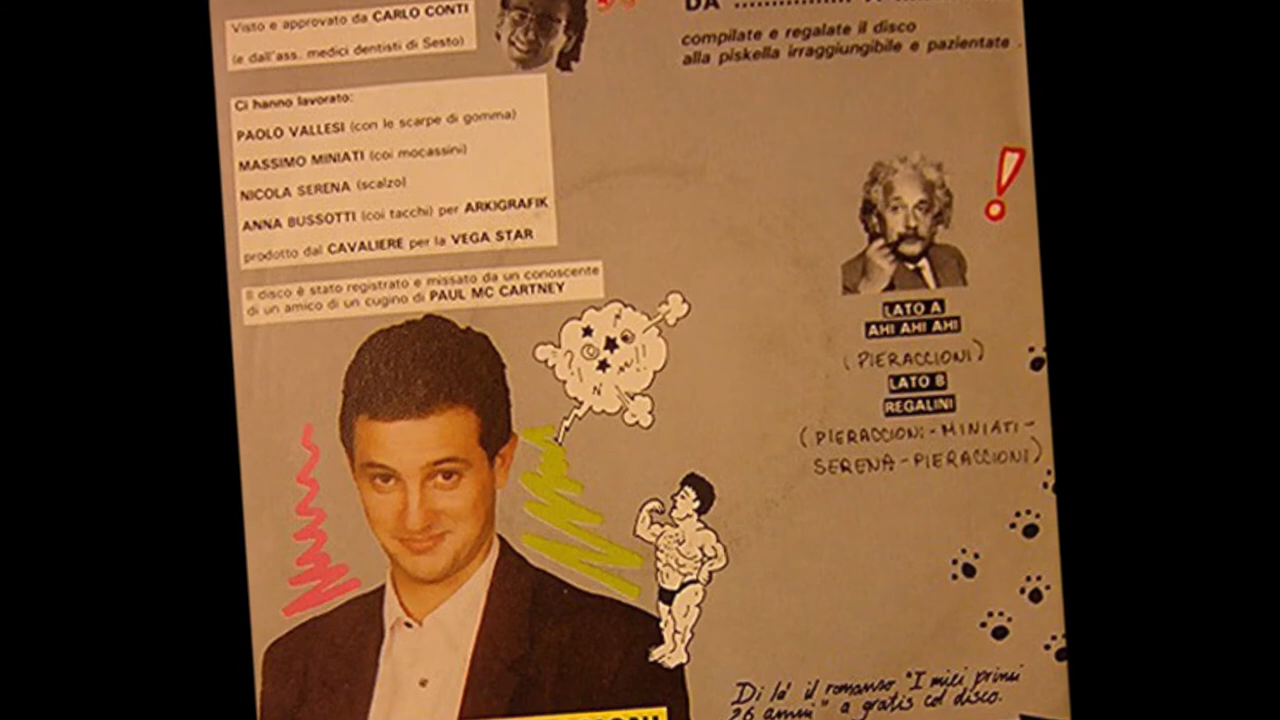 Visto e approvato da CARLO CONTI
(e dall'ass. medici dentisti di Sesto)
DA ..................
compilate e regalate il disco
alla piskella irraggiungibile e pazientate .
Ci hanno lavorato:
PAOLO VALLESI (con le scarpe di gomma)
MASSIMO MINIATI (coi mocassini)
NICOLA SERENA (scalzo)
ANNA BUSSOTTI (coi tacchi) per ARKIGRAFIK
prodotto dal CAVALIERE per la VEGA STAR
Il disco è stato registrato e missato da un conoscente
di un amico di un cugino di PAUL MC CARTNEY
!
LATO A
AHI AHI AHI
(PIERACCIONI)
LATO B
REGALINI
(PIERACCIONI-MINIATI-
SERENA-PIERACCIONI)
Di la' il romanzo "I miei primi
26 anni" a gratis col disco.